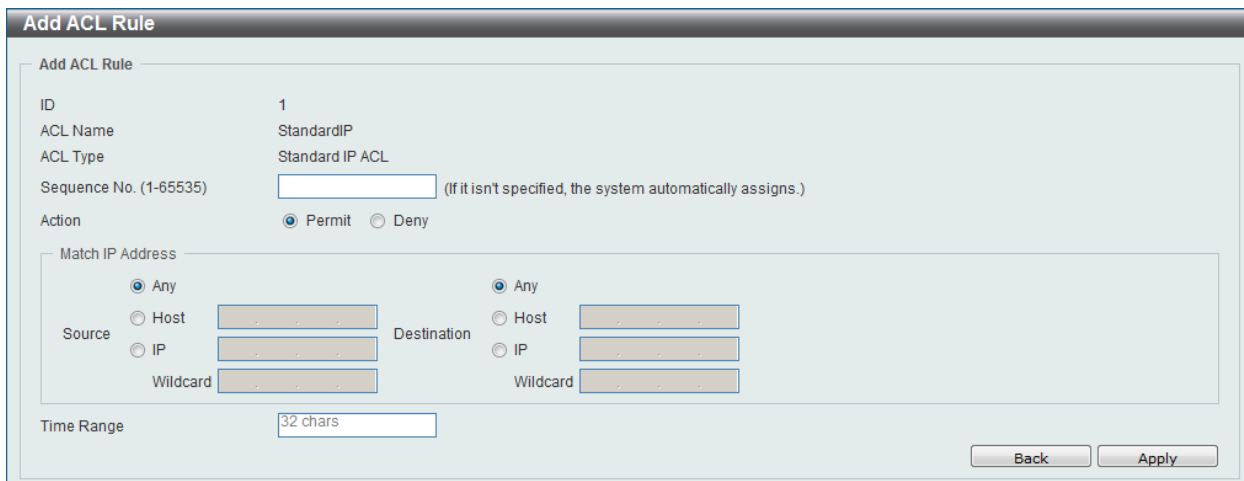 Add ACL Rule
Add ACL Rule
ID 1
ACL Name StandardIP
ACL Type Standard IP ACL
Sequence No. (1-65535) (If it isn't specified, the system automatically assigns.)
Action Permit Deny
Match IP Address
Any Any
Host . . . Host . . .
Source Destination
IP . . . IP . . .
Wildcard . . . Wildcard . . .
Time Range 32 chars
Back Apply